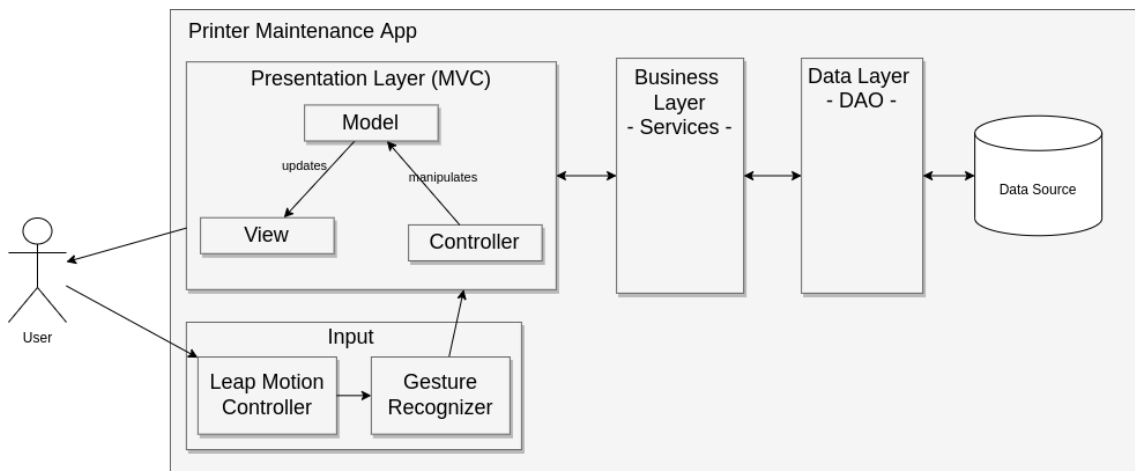 Printer Maintenance App
Presentation Layer (MVC)
Model
updates
manipulates
View
Controller
Business
Layer
- Services -
Data Layer
- DAO -
Data Source
User
Input
Leap Motion
Controller
Gesture
Recognizer